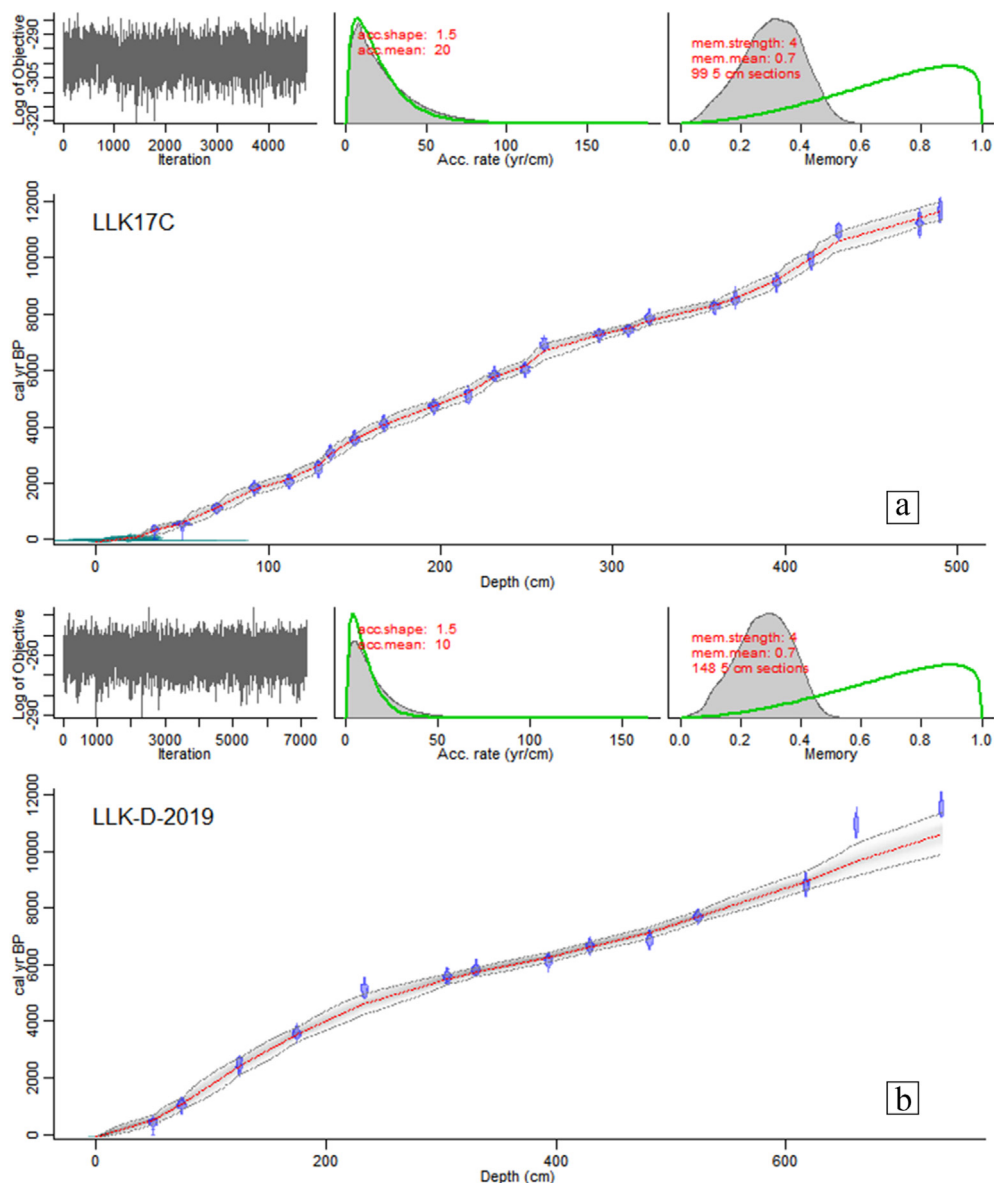 Log of Objective
-290
-305
-320
0 1000 2000 3000 4000
Iteration
acc.shape: 1.5
acc.mean: 20
0 50 100 150
Acc. rate (yr/cm)
mem.strength: 4
mem.mean: 0.7
99 5 cm sections
0.0 0.2 0.4 0.6 0.8 1.0
Memory
LLK17C
cal yr BP
12000
10000
8000
6000
4000
2000
0
a
0 100 200 300 400 500
Depth (cm)
Log of Objective
-260
-290
0 1000 3000 5000 7000
Iteration
acc.shape: 1.5
acc.mean: 10
0 50 100 150
Acc. rate (yr/cm)
mem.strength: 4
mem.mean: 0.7
148 5 cm sections
0.0 0.2 0.4 0.6 0.8 1.0
Memory
LLK-D-2019
cal yr BP
12000
10000
8000
6000
4000
2000
0
b
0 200 400 600
Depth (cm)